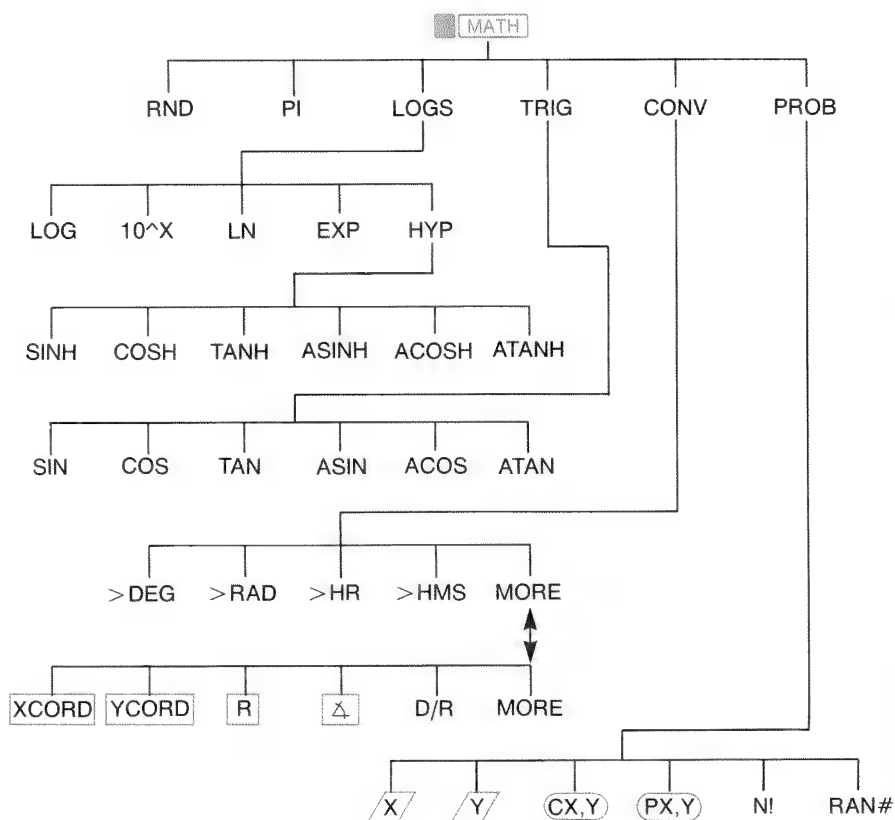 MATH
RND PI LOGS TRIG CONV PROB
LOG 10^X LN EXP HYP
SINH COSH TANH ASINH ACOSH ATANH
SIN COS TAN ASIN ACOS ATAN
>DEG >RAD >HR >HMS MORE
XCORD YCORD R ∡ D/R MORE
X Y CX,Y PX,Y N! RAN#